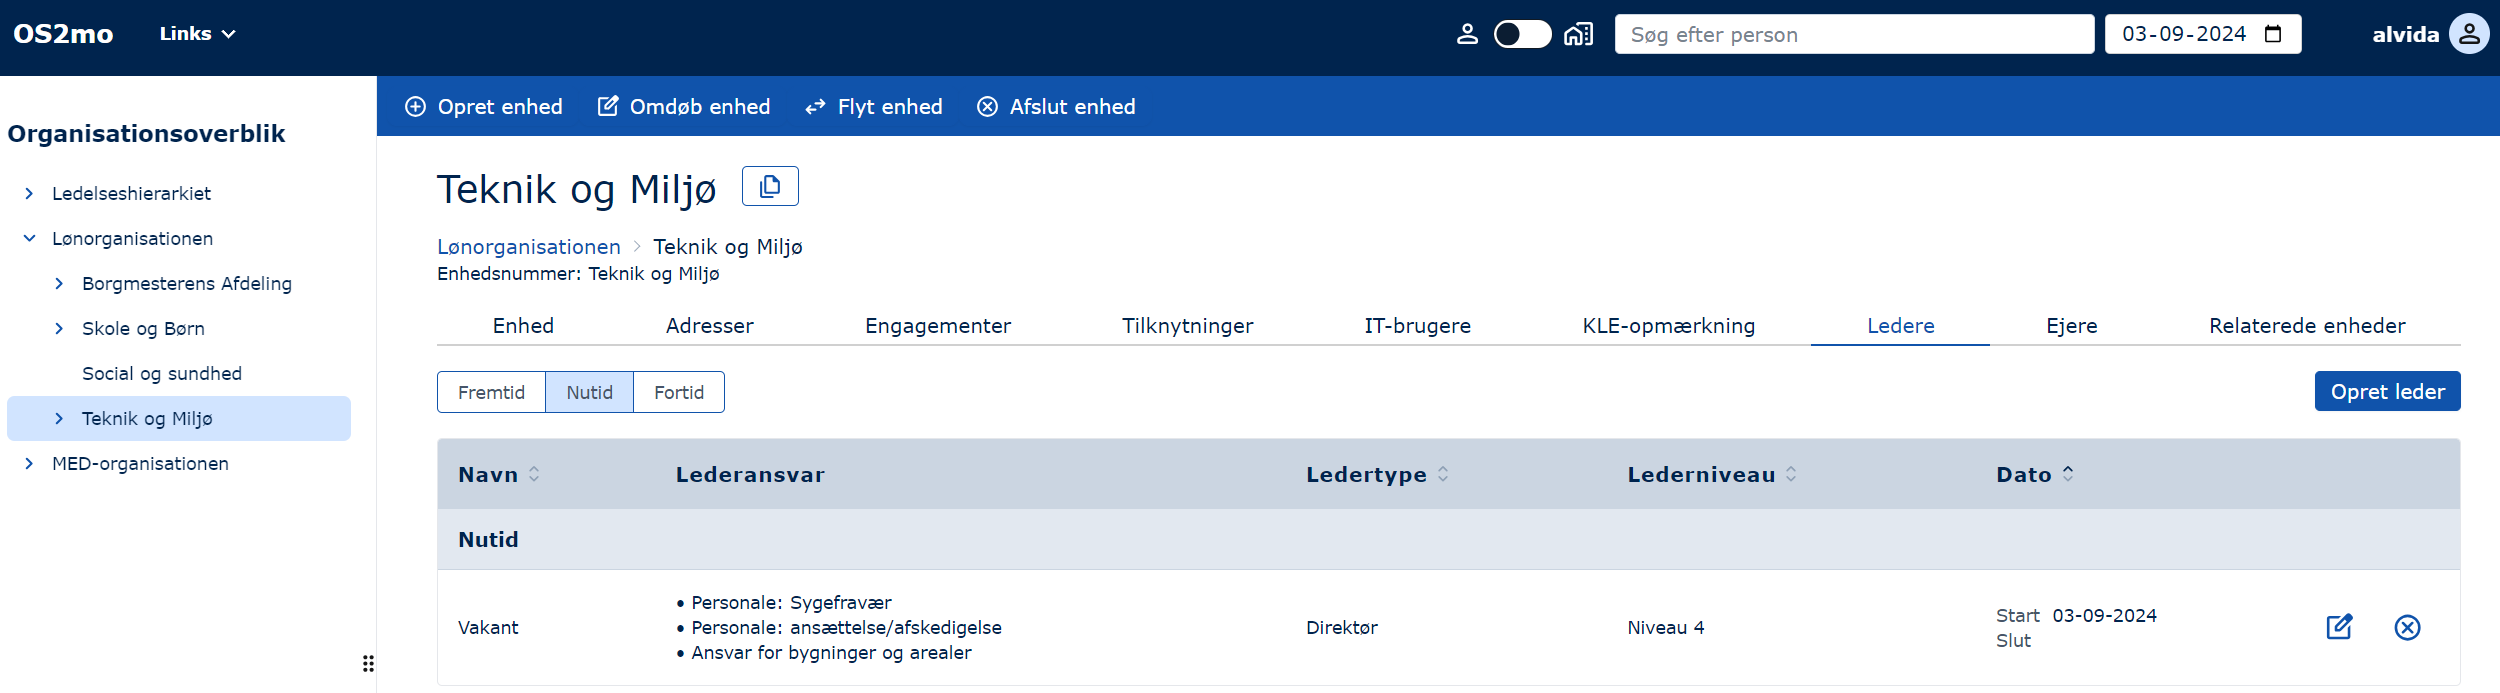 OS2mo
Links
Søg efter person
03-09-2024
alvida
Organisationsoverblik
Ledelseshierarkiet
Lønorganisationen
Borgmesterens Afdeling
Skole og Børn
Social og sundhed
Teknik og Miljø
MED-organisationen
Opret enhed
Omdøb enhed
Flyt enhed
Afslut enhed
Teknik og Miljø
Lønorganisationen > Teknik og Miljø
Enhedsnummer: Teknik og Miljø
Enhed
Adresser
Engagementer
Tilknytninger
IT-brugere
KLE-opmærkning
Ledere
Ejere
Relaterede enheder
Fremtid
Nutid
Fortid
Opret leder
Navn
Lederansvar
Ledertype
Lederniveau
Dato
Nutid
Vakant
• Personale: Sygefravær
• Personale: ansættelse/afskedigelse
• Ansvar for bygninger og arealer
Direktør
Niveau 4
Start 03-09-2024
Slut